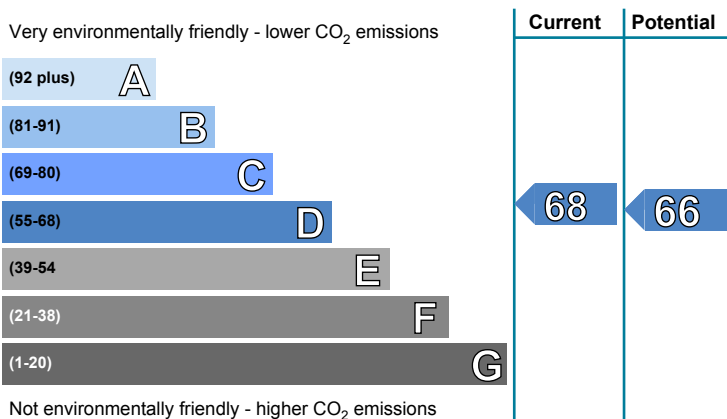 Current Potential
Very environmentally friendly - lower CO₂ emissions
(92 plus) A
(81-91) B
(69-80) C
(55-68) D
68 66
(39-54 E
(21-38) F
(1-20) G
Not environmentally friendly - higher CO₂ emissions